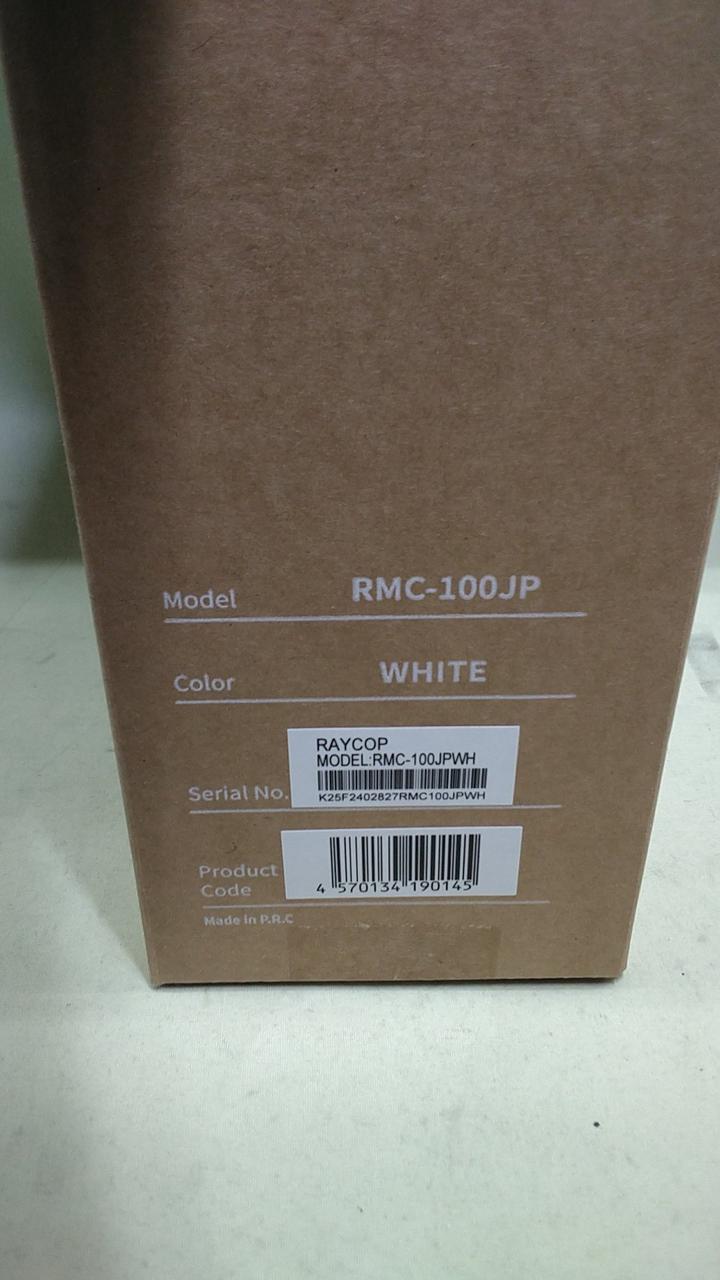 Model RMC-100JP
Color WHITE
RAYCOP
MODEL:RMC-100JPWH
Serial No. K25F2402827RMC100JPWH
Product
Code
4 570134 190145
Made in P.R.C